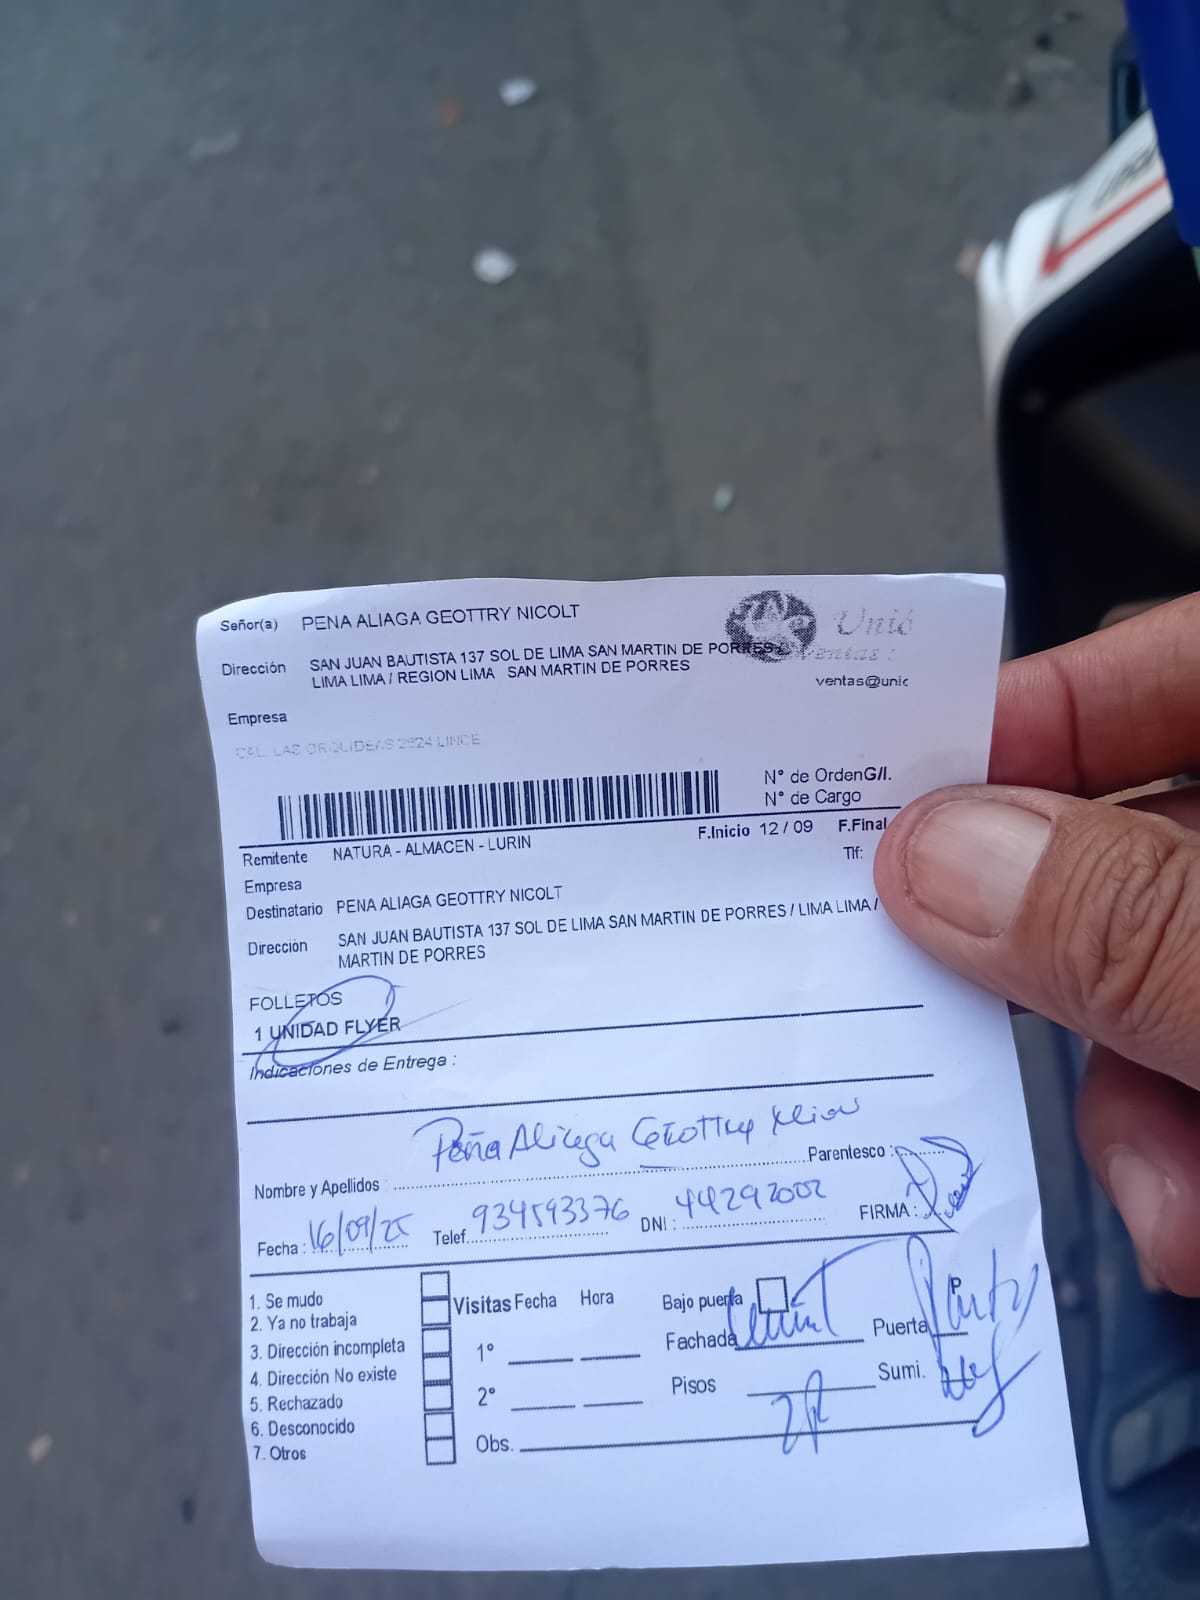 Señor(a) PENA ALIAGA GEOTTRY NICOLT
Unió
Dirección SAN JUAN BAUTISTA 137 SOL DE LIMA SAN MARTIN DE PORRES
ventas :
LIMA LIMA / REGION LIMA SAN MARTIN DE PORRES
ventas@unic
Empresa
CAL. LAS ORQUIDEAS 2624 LINCE
N° de OrdenG/I.
N° de Cargo
F.Inicio 12 / 09 F.Final
Remitente NATURA - ALMACEN - LURIN
Tlf:
Empresa
Destinatario PENA ALIAGA GEOTTRY NICOLT
Dirección SAN JUAN BAUTISTA 137 SOL DE LIMA SAN MARTIN DE PORRES / LIMA LIMA /
MARTIN DE PORRES
FOLLETOS
1 UNIDAD FLYER
Indicaciones de Entrega :
Peña Aliaga Geottry
Nombre y Apellidos : Parentesco :
Fecha : 16/09/25 Telef. 934593376 DNI : 44292002 FIRMA :
1. Se mudo
2. Ya no trabaja
3. Dirección incompleta
4. Dirección No existe
5. Rechazado
6. Desconocido
7. Otros
Visitas Fecha Hora
1°
2°
Obs.
Bajo puerta P
Fachada Puerta
Pisos 2P Sumi.